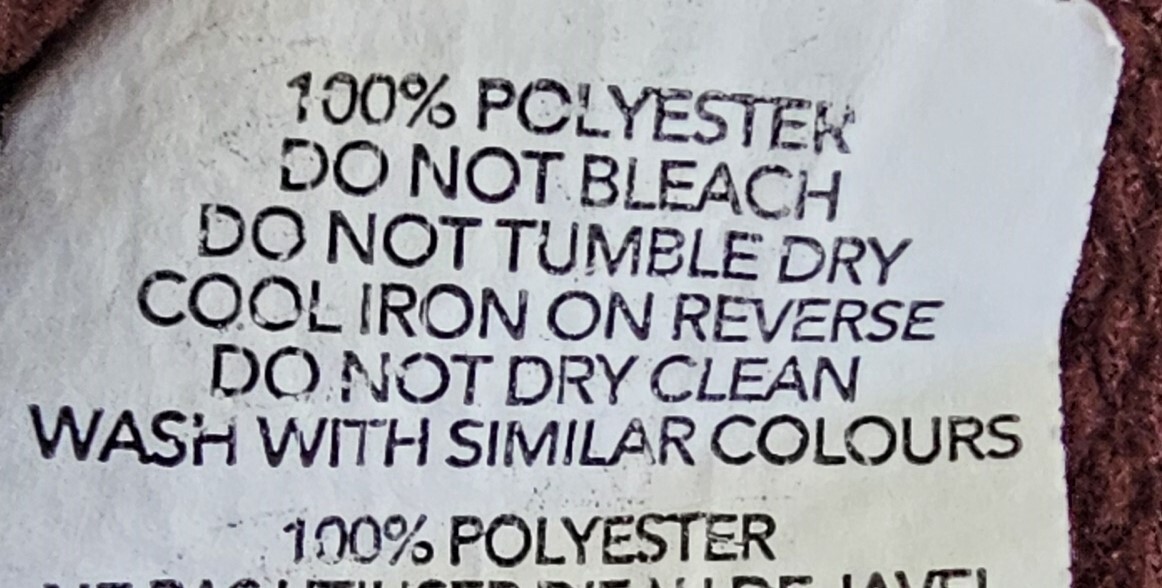 100% POLYESTER
DO NOT BLEACH
DO NOT TUMBLE DRY
COOL IRON ON REVERSE
DO NOT DRY CLEAN
WASH WITH SIMILAR COLOURS
100% POLYESTER